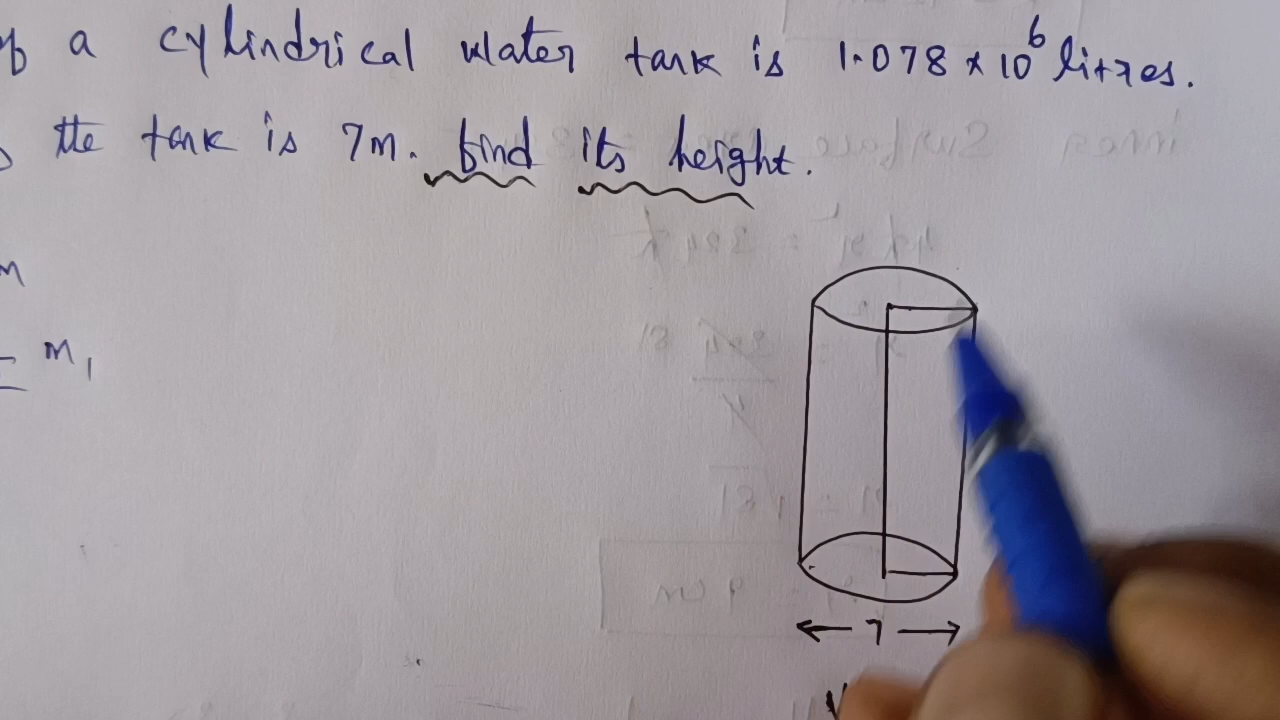 a cylindrical water tank is 1.078 × 10⁶ litres.
the tank is 7m. find its height.
m
= m,
7